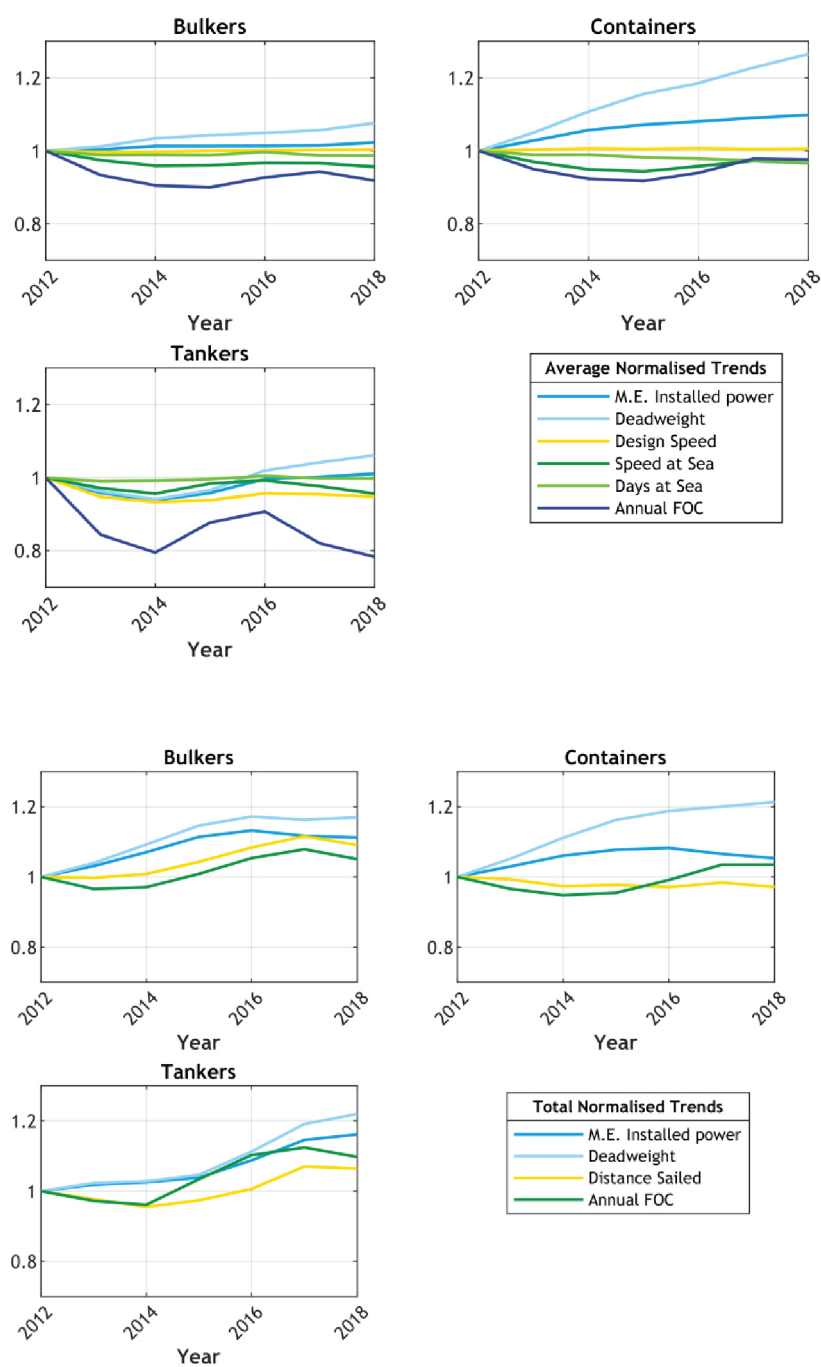 Bulkers
1.2
1
0.8
2012
2014
2016
2018
Year
Containers
1.2
1
0.8
2012
2014
2016
2018
Year
Tankers
1.2
1
0.8
2012
2014
2016
2018
Year
Average Normalised Trends
M.E. Installed power
Deadweight
Design Speed
Speed at Sea
Days at Sea
Annual FOC
Bulkers
1.2
1
0.8
2012
2014
2016
2018
Year
Containers
1.2
1
0.8
2012
2014
2016
2018
Year
Tankers
1.2
1
0.8
2012
2014
2016
2018
Year
Total Normalised Trends
M.E. Installed power
Deadweight
Distance Sailed
Annual FOC